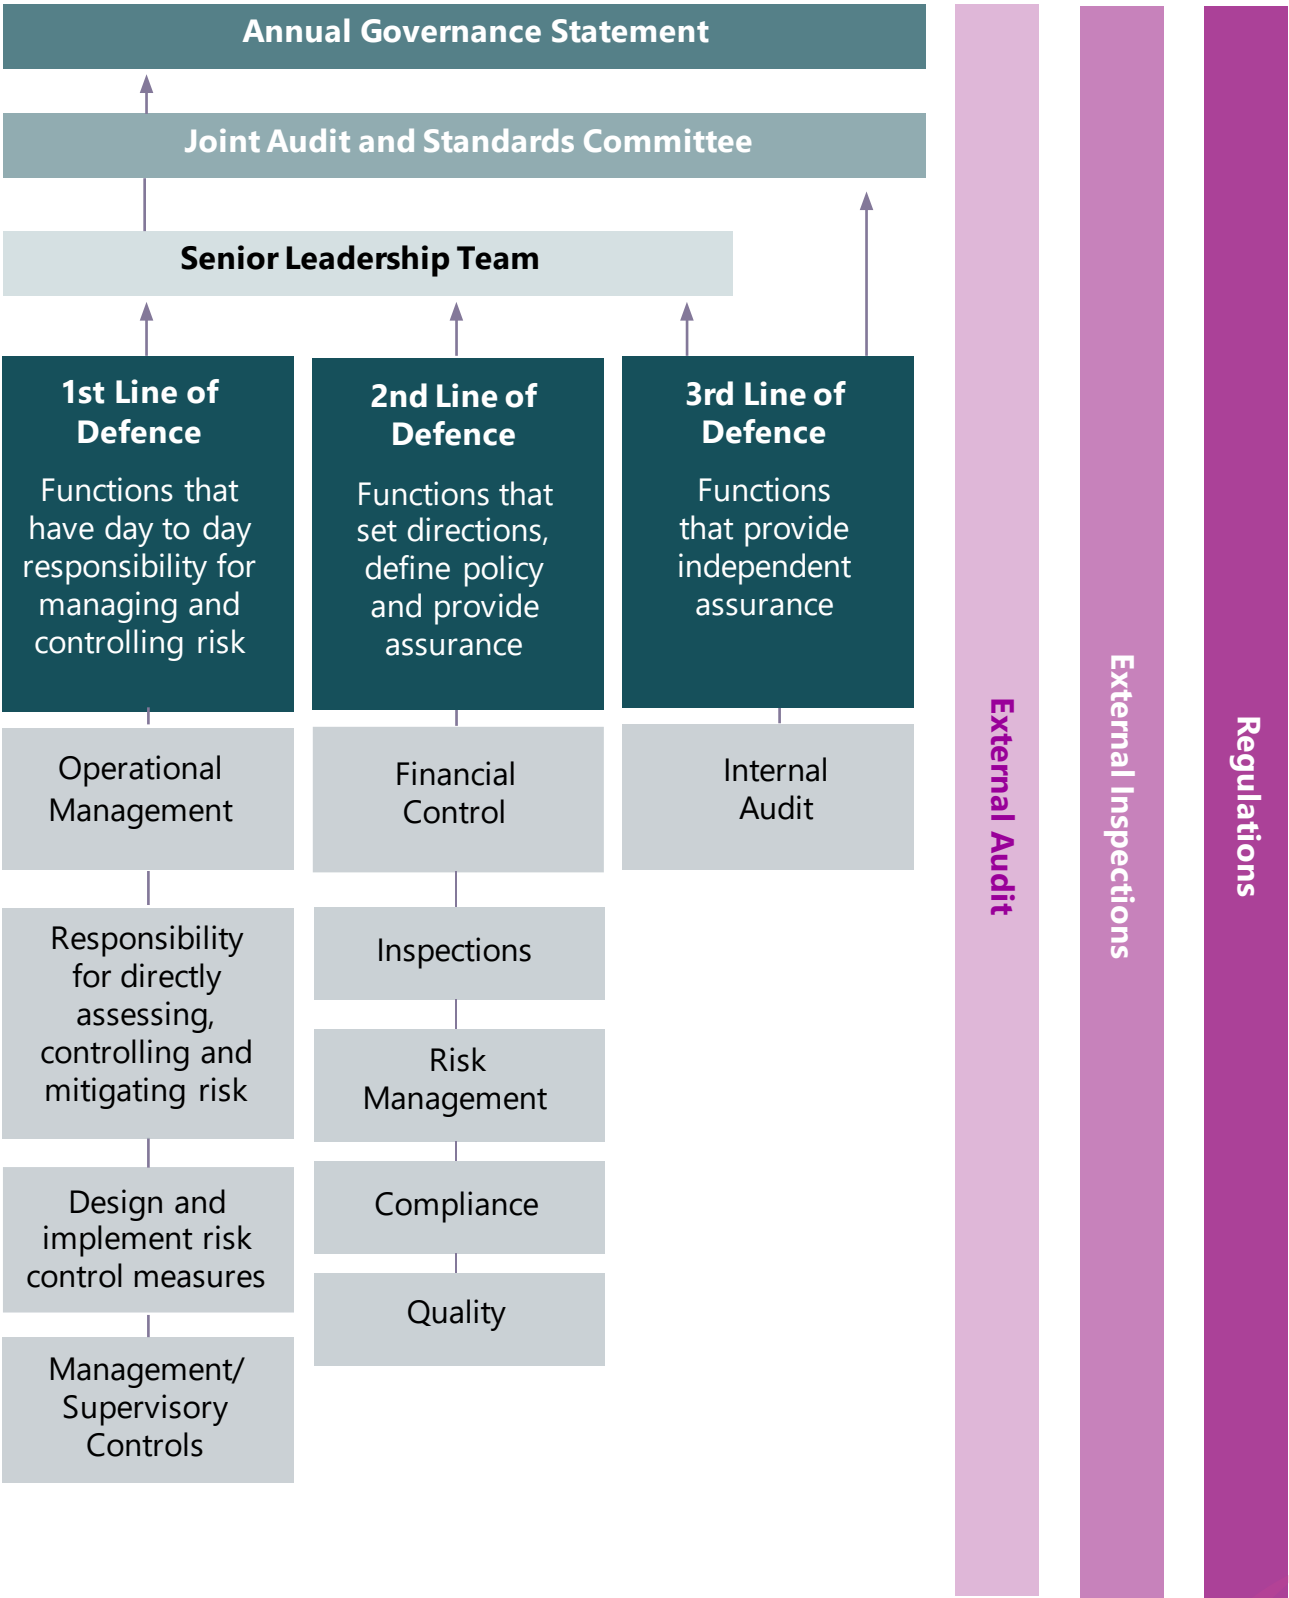 Annual Governance Statement
Joint Audit and Standards Committee
Senior Leadership Team
1st Line of
Defence
Functions that
have day to day
responsibility for
managing and
controlling risk
2nd Line of
Defence
Functions that
set directions,
define policy
and provide
assurance
3rd Line of
Defence
Functions
that provide
independent
assurance
Operational
Management
Responsibility
for directly
assessing,
controlling and
mitigating risk
Design and
implement risk
control measures
Management/
Supervisory
Controls
Financial
Control
Inspections
Risk
Management
Compliance
Quality
Internal
Audit
External Audit
External Inspections
Regulations